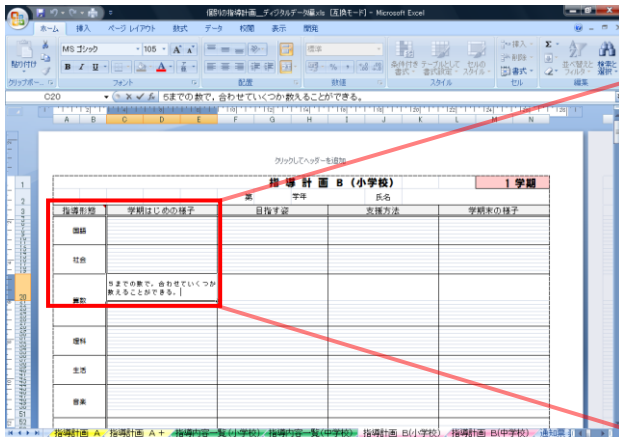 個別の指導計画__ディジタルデータ編.xls [互換モード] - Microsoft Excel
ホーム 挿入 ページ レイアウト 数式 データ 校閲 表示 開発
MS ゴシック 105 A A 標準 挿入 Σ
貼り付け B I U 条件付き テーブルとして セルの 削除 並べ替えと 検索と
書式 書式設定 スタイル 書式 フィルタ 選択
クリップボー... フォント 配置 数値 スタイル セル 編集
C20 fx 5までの数で，合わせていくつか数えることができる。
A B C D E F G H I J K L M N
クリックしてヘッダーを追加
指 導 計 画 B (小学校) 1 学期
第 学年 氏名
指導形態 学期はじめの様子 目指す姿 支援方法 学期末の様子
国語
社会
5までの数で，合わせていくつか
数えることができる。
算数
理科
生活
音楽
指導計画 A 指導計画 A + 指導内容一覧(小学校) 指導内容一覧(中学校) 指導計画 B(小学校) 指導計画 B(中学校) 通知票